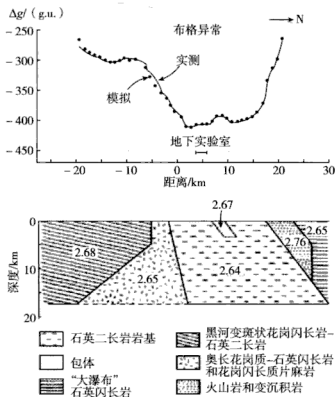 Δg/(g.u.)
N
-250
布格异常
-300
实测
-350
模拟
-400
地下实验室
-450
-20 -10 0 10 20 30
距离/km
0
2.67
2.65
2.68
2.76
10
2.65
2.64
深度/km
20
石英二长岩岩基
黑河变斑状花岗闪长岩-石英二长岩
包体
奥长花岗质-石英闪长岩和花岗闪长质片麻岩
"大瀑布"石英闪长岩
火山岩和变沉积岩